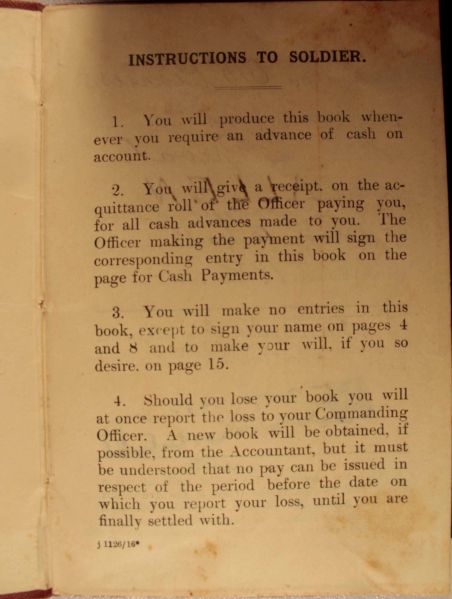 INSTRUCTIONS TO SOLDIER.
1. You will produce this book when-
ever you require an advance of cash on
account.
2. You will give a receipt, on the ac-
quittance roll of the Officer paying you,
for all cash advances made to you. The
Officer making the payment will sign the
corresponding entry in this book on the
page for Cash Payments.
3. You will make no entries in this
book, except to sign your name on pages 4
and 8 and to make your will, if you so
desire, on page 15.
4. Should you lose your book you will
at once report the loss to your Commanding
Officer. A new book will be obtained, if
possible, from the Accountant, but it must
be understood that no pay can be issued in
respect of the period before the date on
which you report your loss, until you are
finally settled with.
j 1126/16*